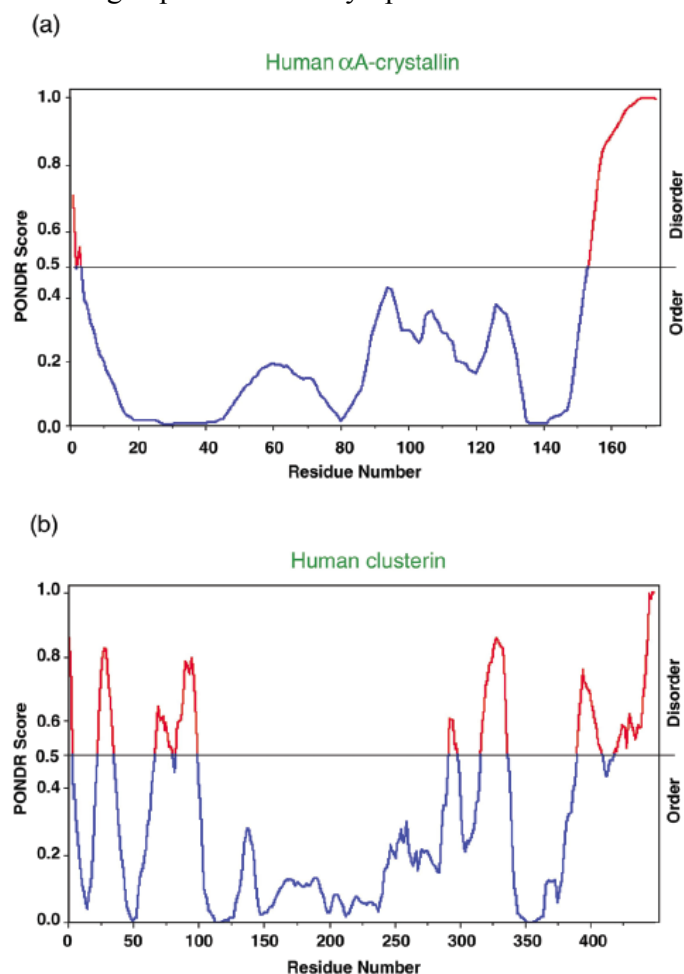 (a)
Human αA-crystallin
1.0
0.8
0.6
0.5
0.4
0.2
0.0
PONDR Score
Disorder
Order
0 20 40 60 80 100 120 140 160
Residue Number
(b)
Human clusterin
1.0
0.8
0.6
0.5
0.4
0.2
0.0
PONDR Score
Disorder
Order
0 50 100 150 200 250 300 350 400
Residue Number